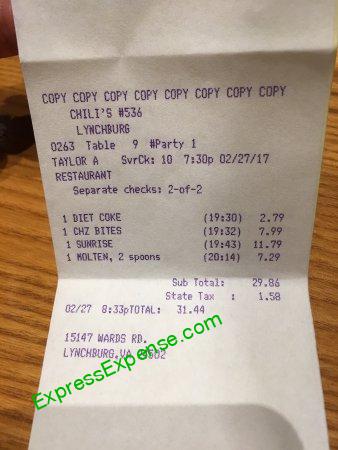 COPY COPY COPY COPY COPY COPY COPY COPY
CHILI'S #536
LYNCHBURG
0263 Table 9 #Party 1
TAYLOR A SvrCk: 10 7:30p 02/27/17
RESTAURANT
Separate checks: 2-of-2
1 DIET COKE (19:30) 2.79
1 CHZ BITES (19:32) 7.99
1 SUNRISE (19:43) 11.79
1 MOLTEN, 2 spoons (20:14) 7.29
Sub Total: 29.86
State Tax : 1.58
02/27 8:33pTOTAL: 31.44
15147 WARDS RD.
LYNCHBURG,VA
ExpressExpense.com